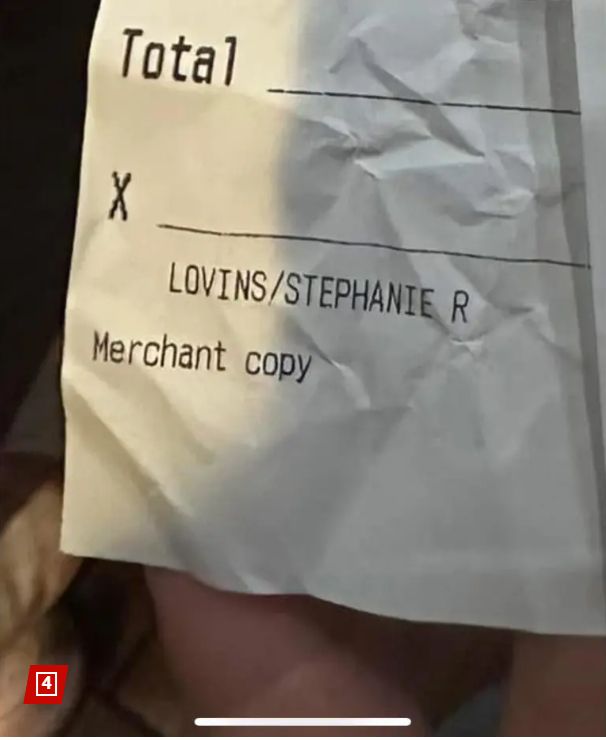 Total
X
LOVINS/STEPHANIE R
Merchant copy
4